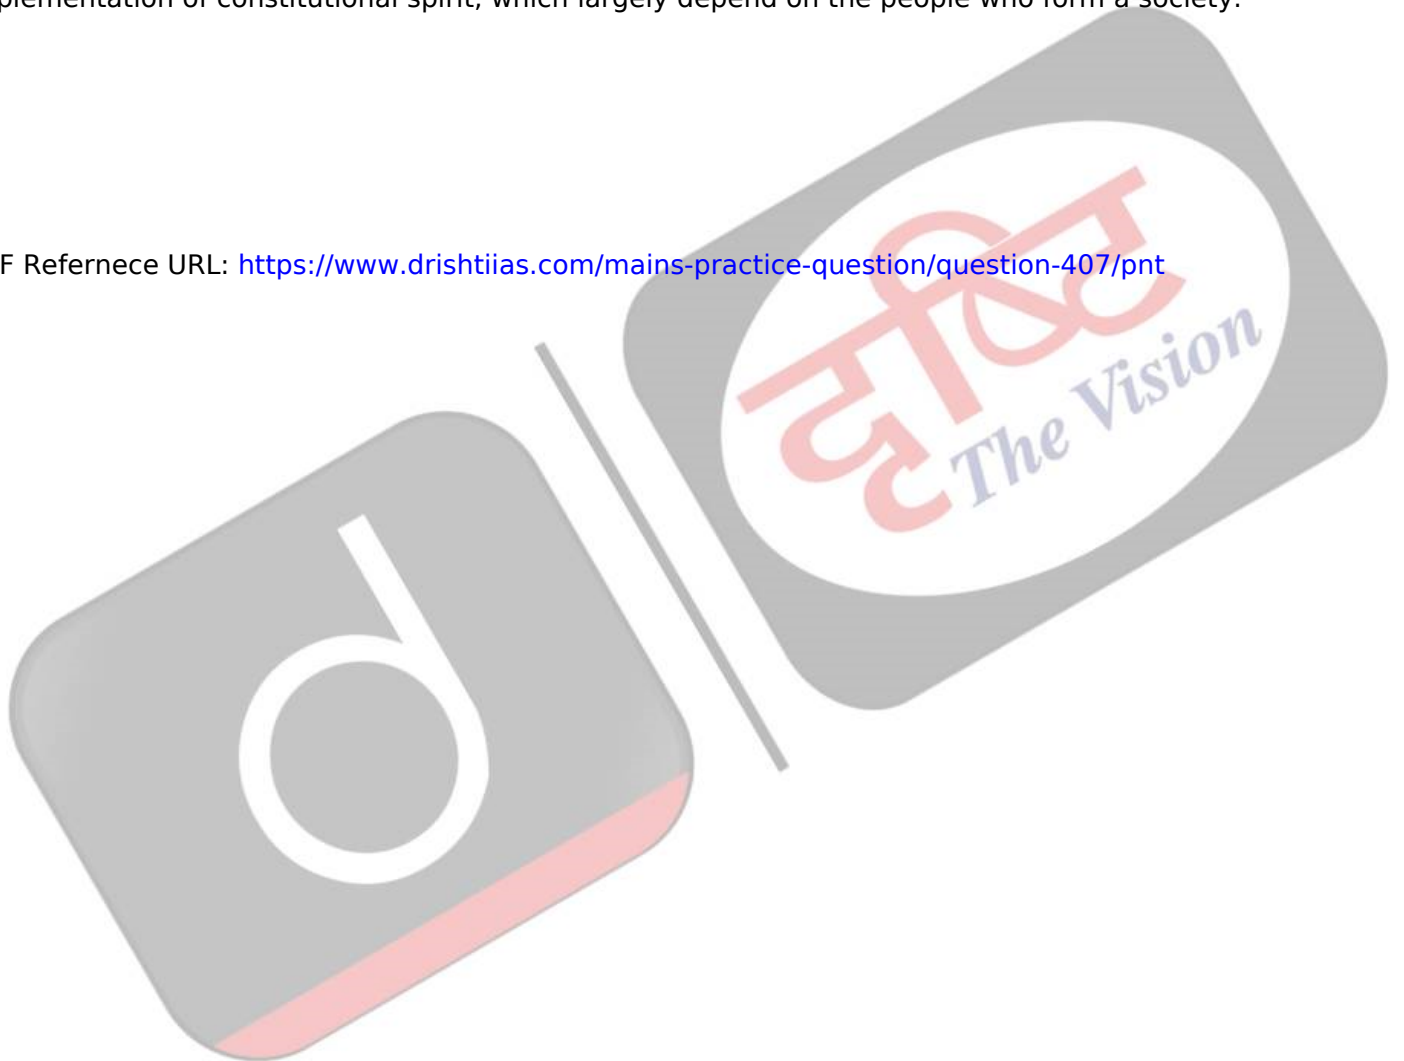 plementation of constitutional spirit, which largely depend on the people who form a society.
F Refernece URL: https://www.drishtiias.com/mains-practice-question/question-407/pnt
दृष्टि
The Vision
d